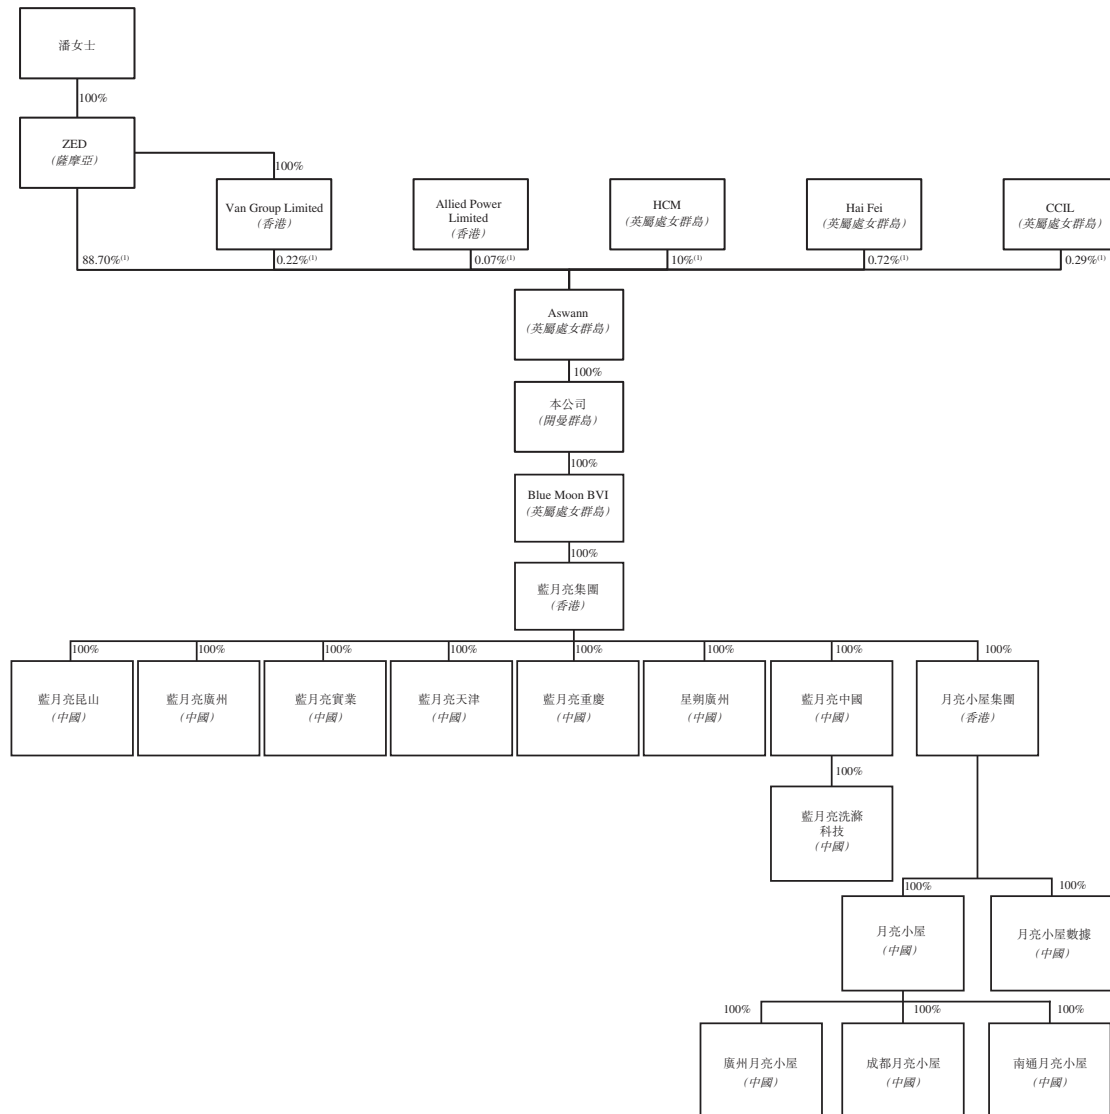 潘女士
100%
ZED
(薩摩亞)
100%
Van Group Limited
(香港)
Allied Power
Limited
(香港)
HCM
(英屬處女群島)
Hai Fei
(英屬處女群島)
CCIL
(英屬處女群島)
88.70%(1)
0.22%(1)
0.07%(1)
10%(1)
0.72%(1)
0.29%(1)
Aswann
(英屬處女群島)
100%
本公司
(開曼群島)
100%
Blue Moon BVI
(英屬處女群島)
100%
藍月亮集團
(香港)
100%
100%
100%
100%
100%
100%
100%
100%
藍月亮昆山
(中國)
藍月亮廣州
(中國)
藍月亮實業
(中國)
藍月亮天津
(中國)
藍月亮重慶
(中國)
星朔廣州
(中國)
藍月亮中國
(中國)
月亮小屋集團
(香港)
100%
藍月亮洗滌
科技
(中國)
100%
100%
月亮小屋
(中國)
月亮小屋數據
(中國)
100%
100%
100%
廣州月亮小屋
(中國)
成都月亮小屋
(中國)
南通月亮小屋
(中國)